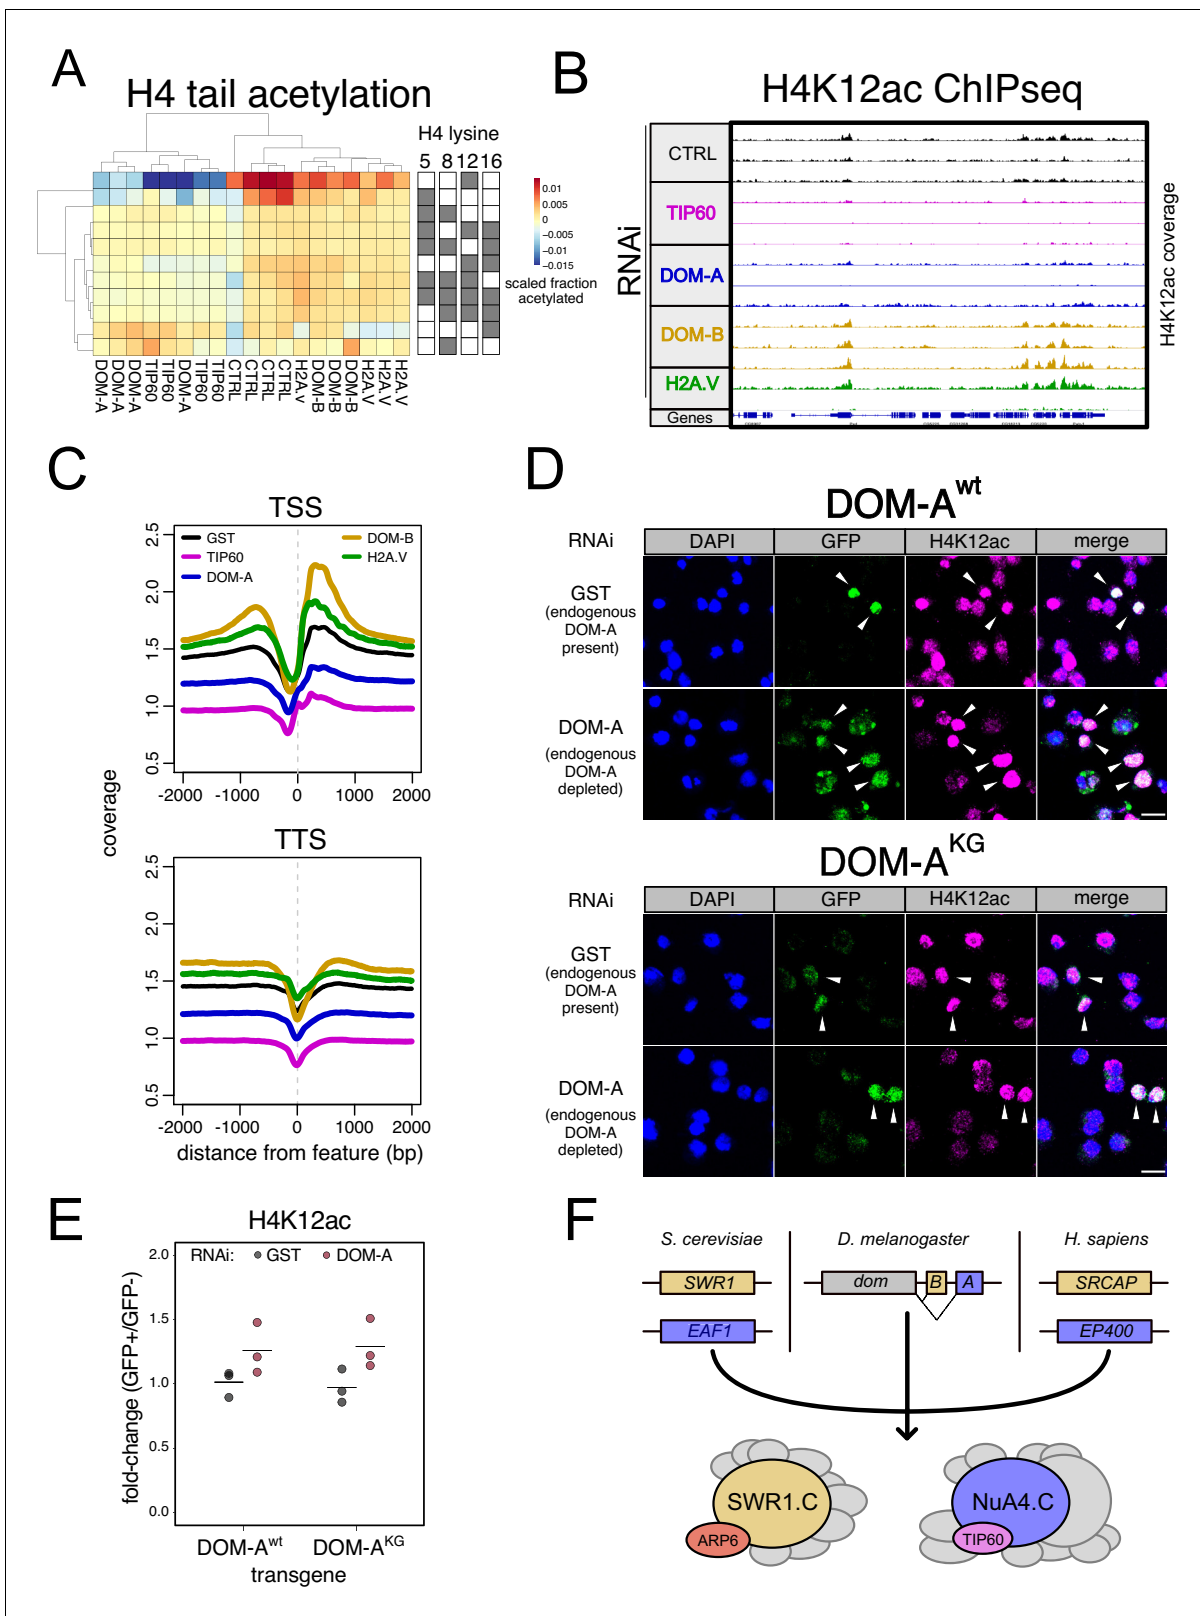 A
H4 tail acetylation
H4 lysine
5 8 12 16
0.01
0.005
0
-0.005
-0.01
-0.015
scaled fraction
acetylated
DOM-A
DOM-A
DOM-A
TIP60
TIP60
DOM-A
TIP60
TIP60
CTRL
CTRL
CTRL
CTRL
H2A.V
DOM-B
DOM-B
DOM-B
H2A.V
H2A.V
H2A.V
B
H4K12ac ChIPseq
RNAi
CTRL
TIP60
DOM-A
DOM-B
H2A.V
Genes
H4K12ac coverage
C
TSS
GST
TIP60
DOM-A
DOM-B
H2A.V
2.5
2.0
1.5
1.0
0.5
-2000 -1000 0 1000 2000
coverage
TTS
2.5
2.0
1.5
1.0
0.5
-2000 -1000 0 1000 2000
distance from feature (bp)
D
DOM-A^wt
RNAi DAPI GFP H4K12ac merge
GST
(endogenous
DOM-A
present)
DOM-A
(endogenous
DOM-A
depleted)
DOM-A^KG
RNAi DAPI GFP H4K12ac merge
GST
(endogenous
DOM-A
present)
DOM-A
(endogenous
DOM-A
depleted)
E
H4K12ac
RNAi: GST DOM-A
2.0
1.5
1.0
0.5
0.0
fold-change (GFP+/GFP-)
DOM-A^wt DOM-A^KG
transgene
F
S. cerevisiae D. melanogaster H. sapiens
SWR1 dom B A SRCAP
EAF1 EP400
SWR1.C
ARP6
NuA4.C
TIP60